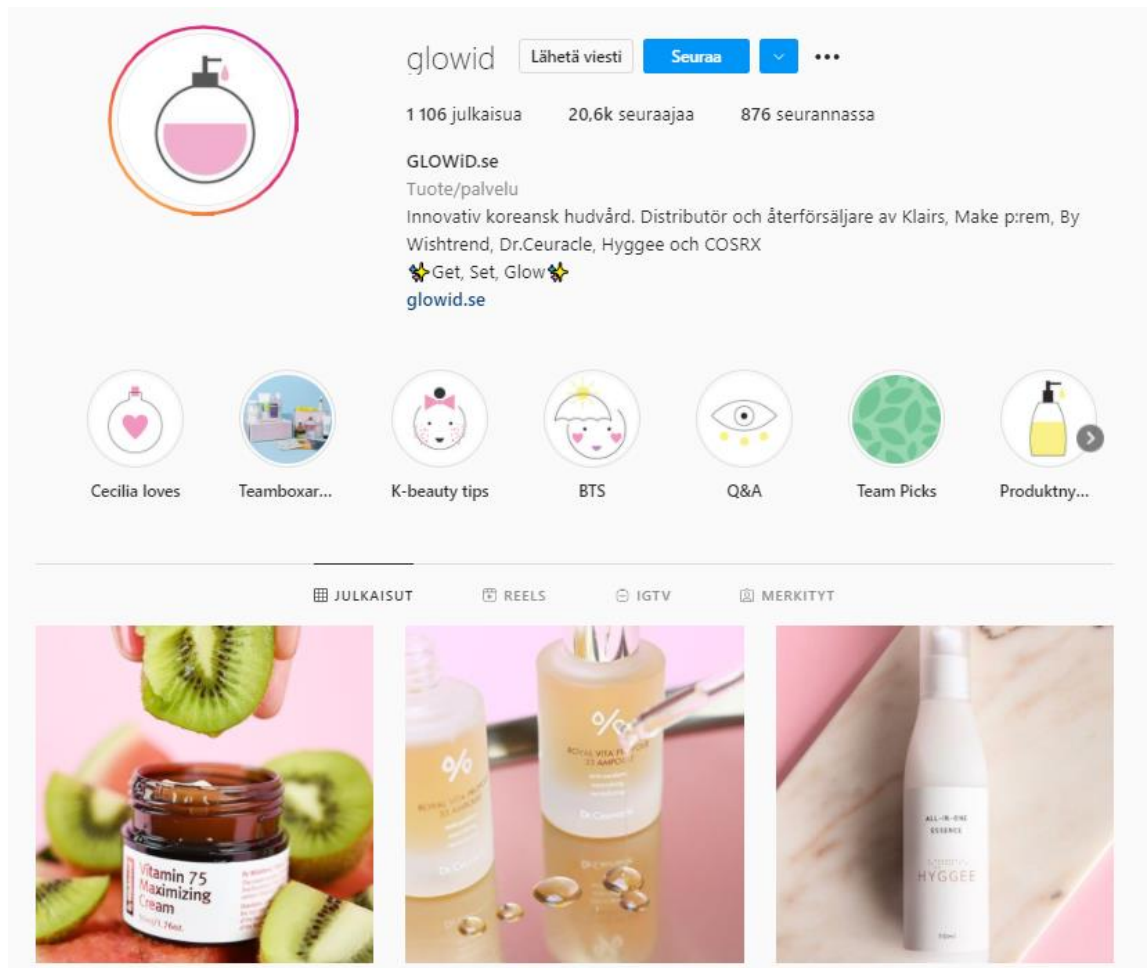 glowid Lähetä viesti Seuraa
1 106 julkaisua 20,6k seuraajaa 876 seurannassa
GLOWiD.se
Tuote/palvelu
Innovativ koreansk hudvård. Distributör och återförsäljare av Klairs, Make p:rem, By
Wishtrend, Dr.Ceuracle, Hyggee och COSRX
✨Get, Set, Glow✨
glowid.se
Cecilia loves Teamboxar... K-beauty tips BTS Q&A Team Picks Produktny...
JULKAISUT REELS IGTV MERKITYT
Vitamin 75
Maximizing
Cream
ROYAL VITA PROPOLIS
33 AMPOULE
Dr.Ceuracle
ALL-IN-ONE
ESSENCE
HYGGEE